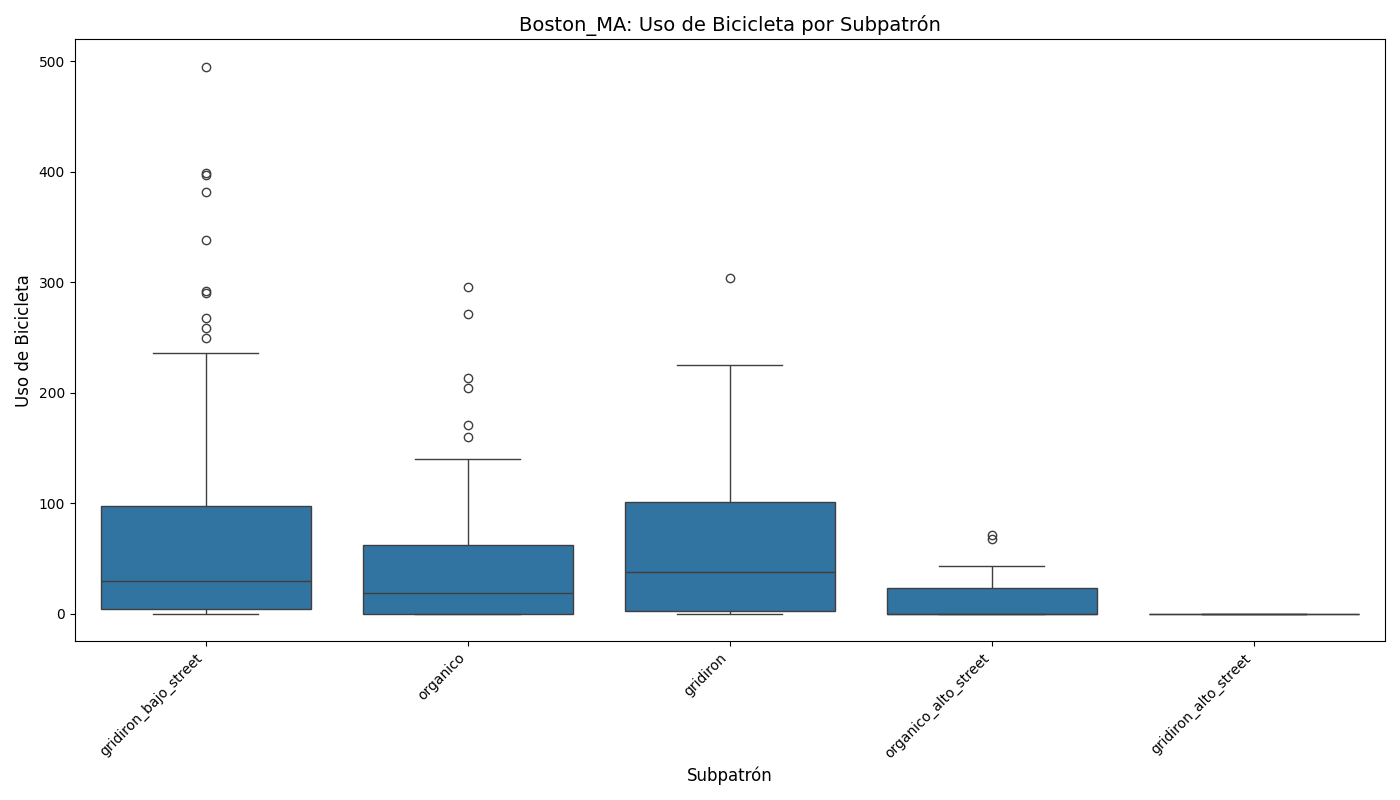 Boston_MA: Uso de Bicicleta por Subpatrón
500
400
300
200
100
0
Uso de Bicicleta
gridiron_bajo_street
organico
gridiron
organico_alto_street
gridiron_alto_street
Subpatrón